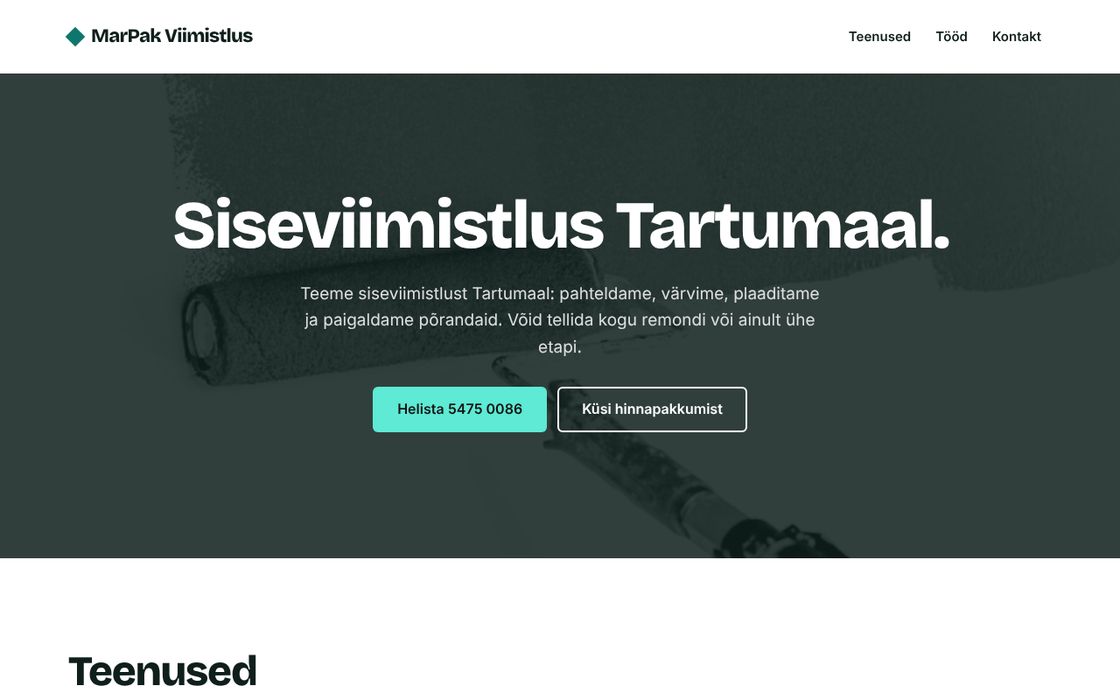 MarPak Viimistlus
Teenused Tööd Kontakt
Siseviimistlus Tartumaal.
Teeme siseviimistlust Tartumaal: pahteldame, värvime, plaaditame
ja paigaldame põrandaid. Võid tellida kogu remondi või ainult ühe
etapi.
Helista 5475 0086
Küsi hinnapakkumist
Teenused